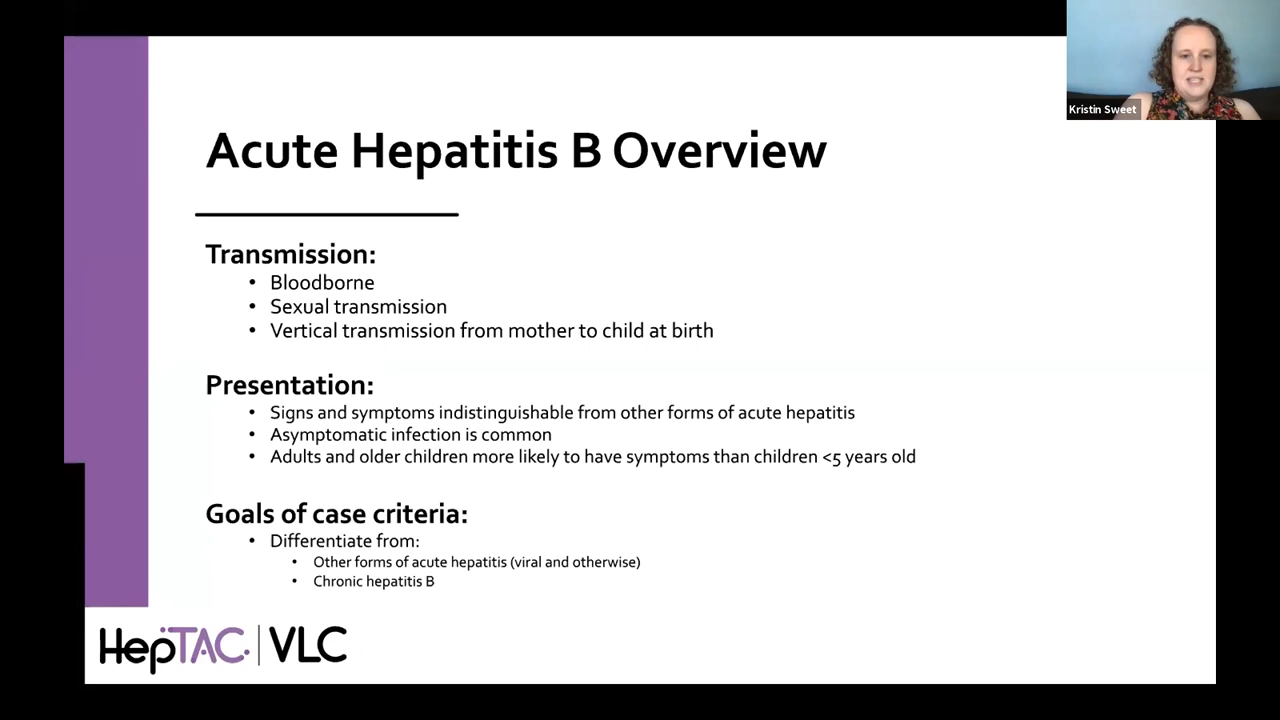 Kristin Sweet
Acute Hepatitis B Overview
Transmission:
• Bloodborne
• Sexual transmission
• Vertical transmission from mother to child at birth
Presentation:
• Signs and symptoms indistinguishable from other forms of acute hepatitis
• Asymptomatic infection is common
• Adults and older children more likely to have symptoms than children <5 years old
Goals of case criteria:
• Differentiate from:
• Other forms of acute hepatitis (viral and otherwise)
• Chronic hepatitis B
HepTAC. | VLC